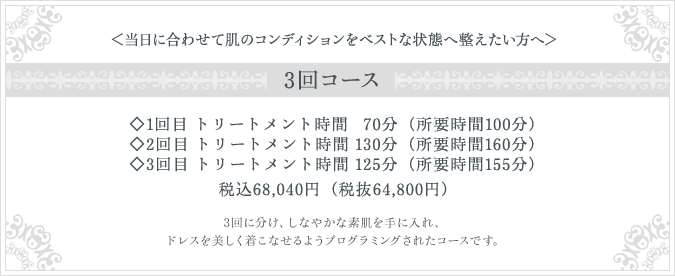 ＜当日に合わせて肌のコンディションをベストな状態へ整えたい方へ＞
3回コース
◇1回目 トリートメント時間 70分（所要時間100分）
◇2回目 トリートメント時間 130分（所要時間160分）
◇3回目 トリートメント時間 125分（所要時間155分）
税込68,040円（税抜64,800円）
3回に分け、しなやかな素肌を手に入れ、
ドレスを美しく着こなせるようプログラミングされたコースです。